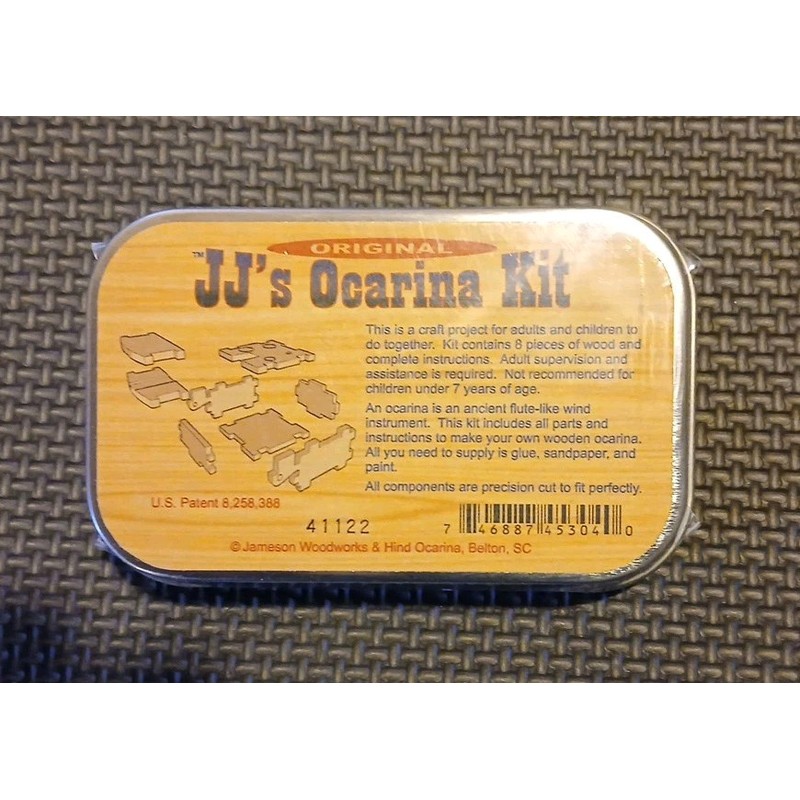 ORIGINAL
™JJ's Ocarina Kit
This is a craft project for adults and children to
do together. Kit contains 8 pieces of wood and
complete instructions. Adult supervision and
assistance is required. Not recommended for
children under 7 years of age.
An ocarina is an ancient flute-like wind
instrument. This kit includes all parts and
instructions to make your own wooden ocarina.
All you need to supply is glue, sandpaper, and
paint.
All components are precision cut to fit perfectly.
U.S. Patent 8,258,388
41122
7 46887 45304 0
© Jameson Woodworks & Hind Ocarina, Belton, SC